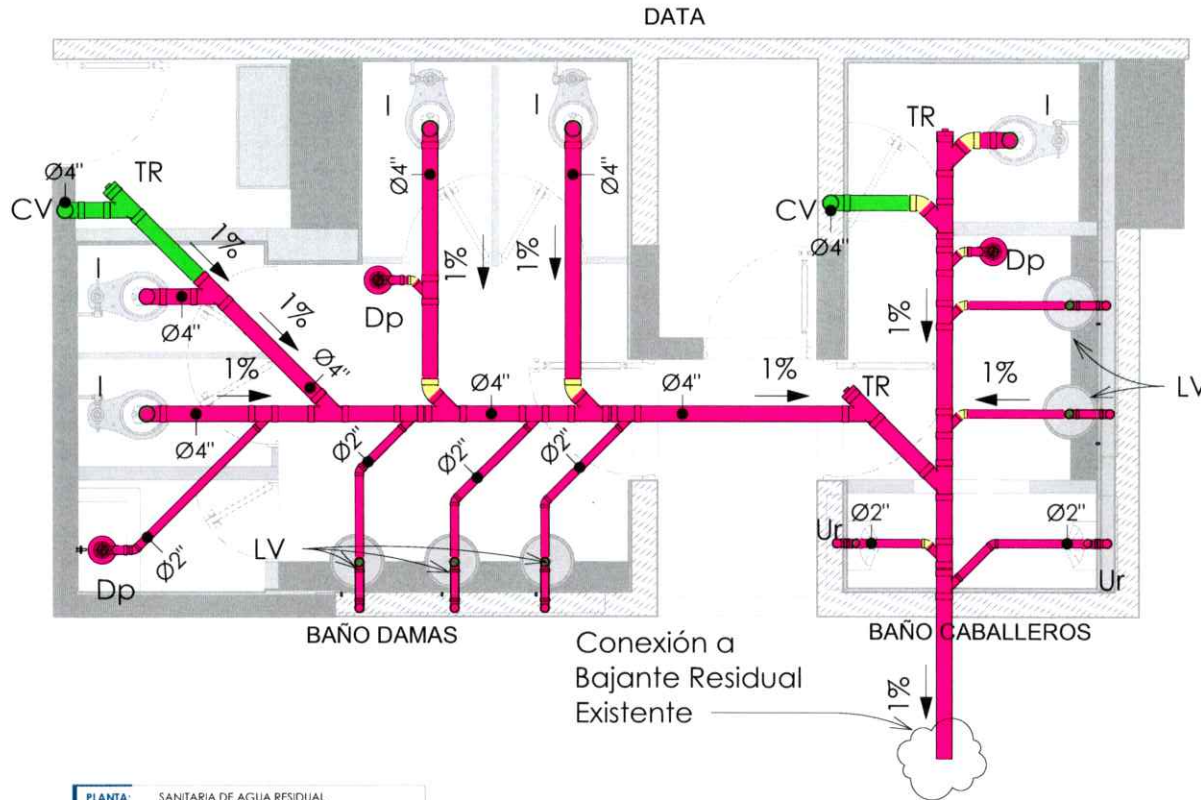 DATA
I
I
TR
I
Ø4"
TR
Ø4"
Ø4"
CV
CV
Ø4"
1%
1%
1%
Dp
I
Dp
Ø4"
1%
1%
I
1%
Ø4"
Ø4"
1%
TR
1%
LV
Ø4"
Ø4"
Ø2"
Ø2"
Ø2"
Ur
Ø2"
Ø2"
LV
Ø2"
Dp
Ur
BAÑO DAMAS
BAÑO CABALLEROS
Conexión a
Bajante Residual
Existente
1%
PLANTA: SANITARIA DE AGUA RESIDUAL